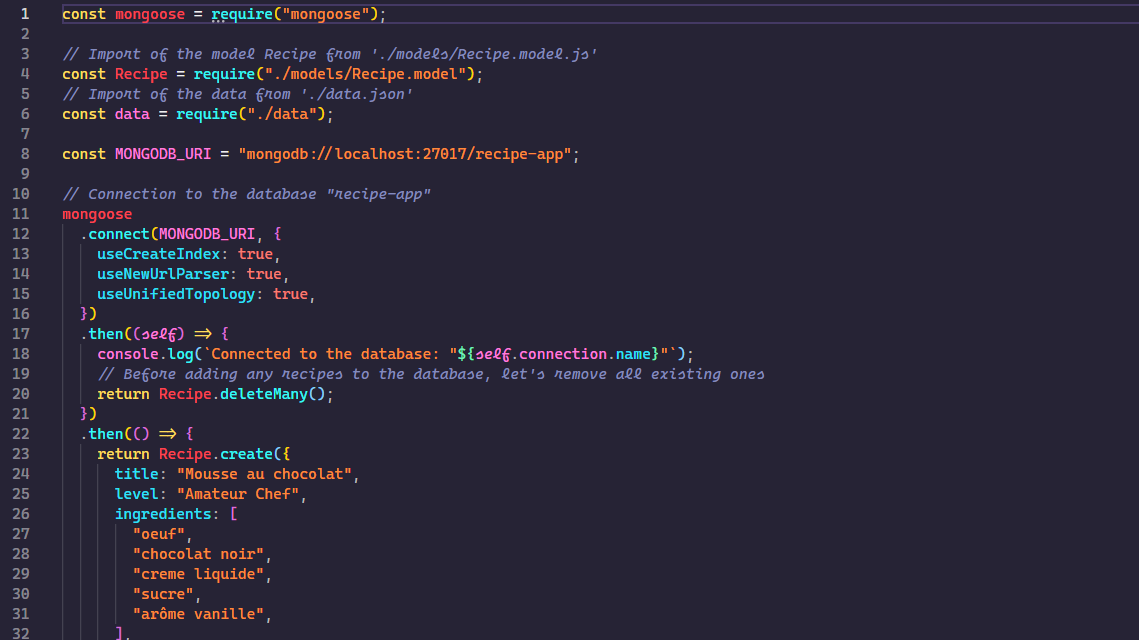 1 const mongoose = require("mongoose");
2
3 // Import of the model Recipe from './models/Recipe.model.js'
4 const Recipe = require("./models/Recipe.model");
5 // Import of the data from './data.json'
6 const data = require("./data");
7
8 const MONGODB_URI = "mongodb://localhost:27017/recipe-app";
9
10 // Connection to the database "recipe-app"
11 mongoose
12   .connect(MONGODB_URI, {
13     useCreateIndex: true,
14     useNewUrlParser: true,
15     useUnifiedTopology: true,
16   })
17   .then((self) => {
18     console.log(`Connected to the database: "${self.connection.name}"`);
19     // Before adding any recipes to the database, let's remove all existing ones
20     return Recipe.deleteMany();
21   })
22   .then(() => {
23     return Recipe.create({
24       title: "Mousse au chocolat",
25       level: "Amateur Chef",
26       ingredients: [
27         "oeuf",
28         "chocolat noir",
29         "creme liquide",
30         "sucre",
31         "arôme vanille",
32       ],